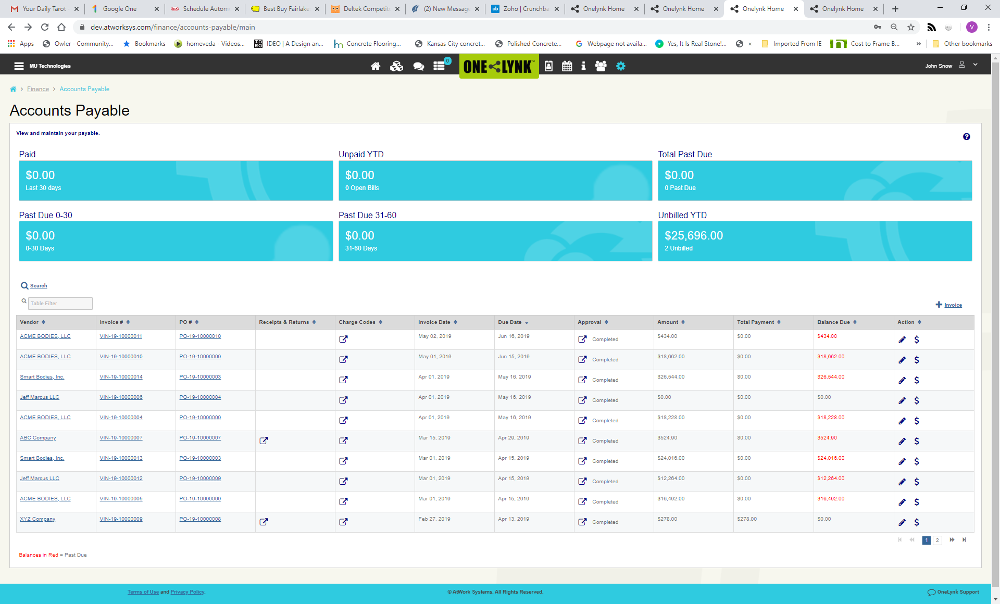 Your Daily Tarot -
Google One
Schedule Autom
Best Buy Fairlake
Deltek Competito
(2) New Message
Zoho | Crunchba
Onelynk Home
Onelynk Home
Onelynk Home
Onelynk Home
dev.atworksys.com/finance/accounts-payable/main
V
Apps
Owler - Community...
Bookmarks
homeveda - Videos...
IDEO | A Design an...
Concrete Flooring...
Kansas City concret...
Polished Concrete...
Webpage not availa...
Yes, It Is Real Stone!...
Imported From IE
Cost to Frame B...
Other bookmarks
MU Technologies
0
ONE LYNK™
John Snow
Finance > Accounts Payable
Accounts Payable
View and maintain your payable.
Paid
$0.00
Last 30 days
Unpaid YTD
$0.00
0 Open Bills
Total Past Due
$0.00
0 Past Due
Past Due 0-30
$0.00
0-30 Days
Past Due 31-60
$0.00
31-60 Days
Unbilled YTD
$25,696.00
2 Unbilled
Search
Table Filter
Invoice
Vendor Invoice # PO # Receipts & Returns Charge Codes Invoice Date Due Date Approval Amount Total Payment Balance Due Action
ACME BODIES, LLC VIN-19-10000011 PO-19-10000010 May 02, 2019 Jun 16, 2019 Completed $434.00 $0.00 $434.00 $
ACME BODIES, LLC VIN-19-10000010 PO-19-10000000 May 01, 2019 Jun 15, 2019 Completed $18,662.00 $0.00 $18,662.00 $
Smart Bodies, Inc. VIN-19-10000014 PO-19-10000003 Apr 01, 2019 May 16, 2019 Completed $26,544.00 $0.00 $26,544.00 $
Jeff Marcus LLC VIN-19-10000006 PO-19-10000004 Apr 01, 2019 May 16, 2019 Completed $0.00 $0.00 $0.00 $
ACME BODIES, LLC VIN-19-10000004 PO-19-10000000 Apr 01, 2019 May 16, 2019 Completed $18,228.00 $0.00 $18,228.00 $
ABC Company VIN-19-10000007 PO-19-10000007 Mar 15, 2019 Apr 29, 2019 Completed $524.90 $0.00 $524.90 $
Smart Bodies, Inc. VIN-19-10000013 PO-19-10000003 Mar 01, 2019 Apr 15, 2019 Completed $24,016.00 $0.00 $24,016.00 $
Jeff Marcus LLC VIN-19-10000012 PO-19-10000009 Mar 01, 2019 Apr 15, 2019 Completed $12,264.00 $0.00 $12,264.00 $
ACME BODIES, LLC VIN-19-10000005 PO-19-10000000 Mar 01, 2019 Apr 15, 2019 Completed $16,492.00 $0.00 $16,492.00 $
XYZ Company VIN-19-10000009 PO-19-10000008 Feb 27, 2019 Apr 13, 2019 Completed $278.00 $278.00 $0.00 $
1 2
Balances in Red = Past Due
Terms of Use and Privacy Policy.
© AtWork Systems. All Rights Reserved.
OneLynk Support